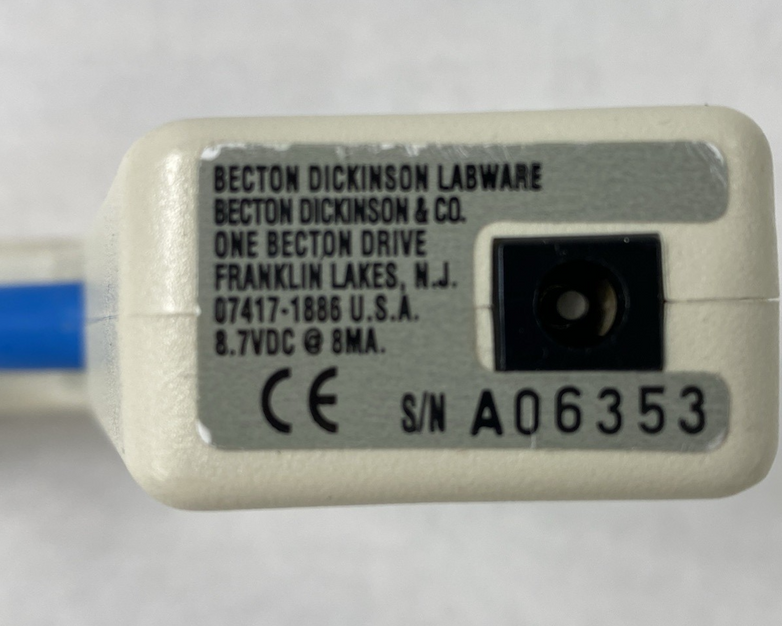 BECTON DICKINSON LABWARE
BECTON DICKINSON & CO.
ONE BECTON DRIVE
FRANKLIN LAKES, N.J.
07417-1886 U.S.A.
8.7VDC @ 8MA.
CE S/N A06353